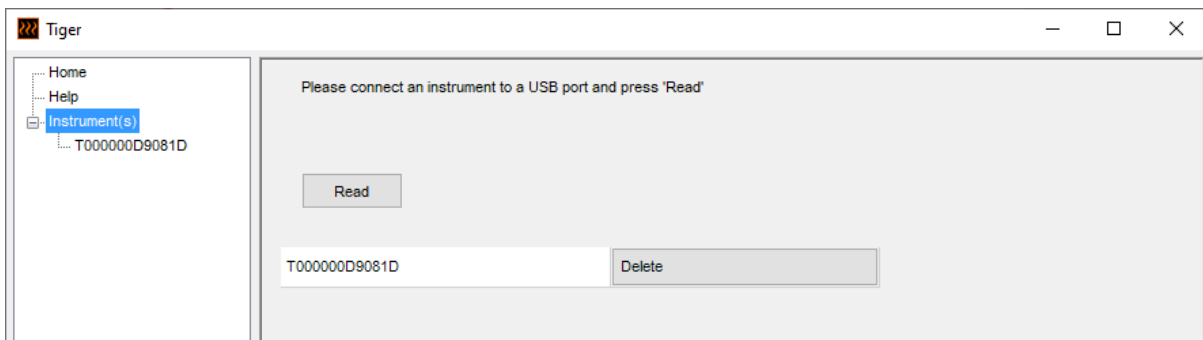 Tiger
Home
Help
Instrument(s)
T000000D9081D
Please connect an instrument to a USB port and press 'Read'
Read
T000000D9081D Delete